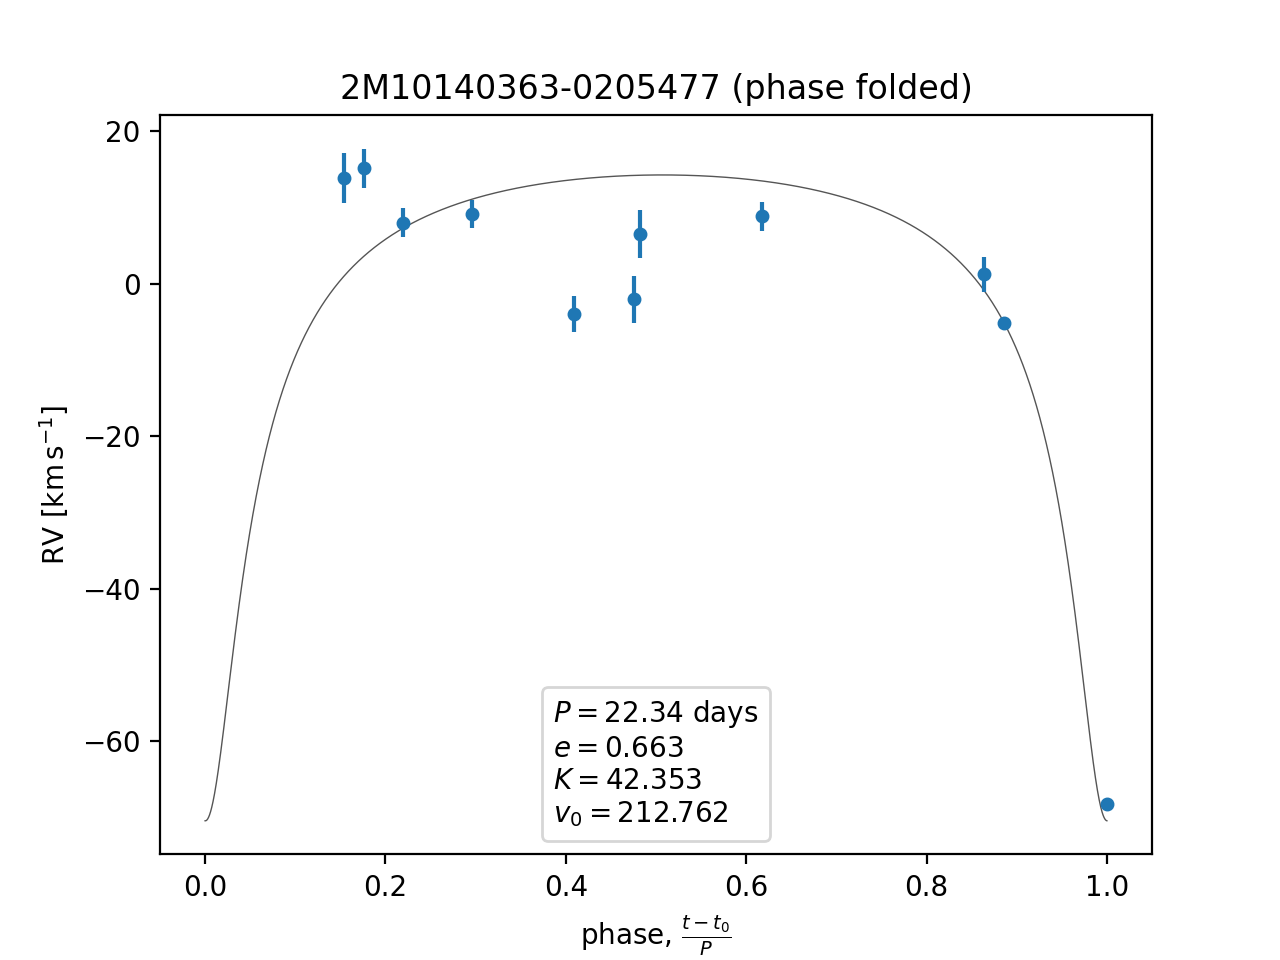 2M10140363-0205477 (phase folded)
20
0
−20
−40
−60
RV [km s⁻¹]
P = 22.34 days
e = 0.663
K = 42.353
v₀ = 212.762
0.0 0.2 0.4 0.6 0.8 1.0
phase, (t − t₀)/P